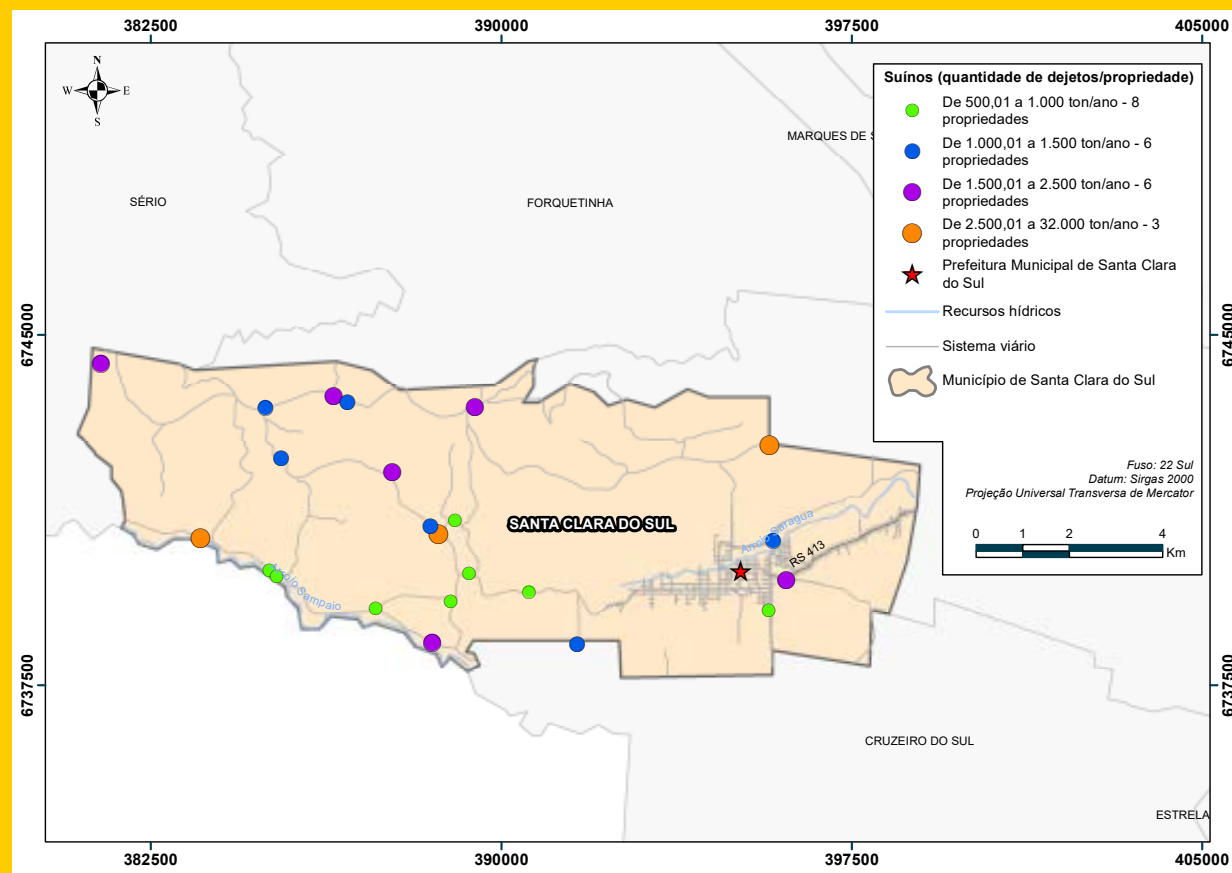 382500
390000
397500
405000
N
W
E
S
Suínos (quantidade de dejetos/propriedade)
De 500,01 a 1.000 ton/ano - 8
propriedades
De 1.000,01 a 1.500 ton/ano - 6
propriedades
De 1.500,01 a 2.500 ton/ano - 6
propriedades
De 2.500,01 a 32.000 ton/ano - 3
propriedades
Prefeitura Municipal de Santa Clara
do Sul
Recursos hídricos
Sistema viário
Município de Santa Clara do Sul
Fuso: 22 Sul
Datum: Sirgas 2000
Projeção Universal Transversa de Mercator
0 1 2 4
Km
MARQUES DE S
SÉRIO
FORQUETINHA
6745000
6745000
SANTA CLARA DO SUL
Arroio Saragua
RS 413
Arroio Sampaio
6737500
6737500
CRUZEIRO DO SUL
ESTRELA
382500
390000
397500
405000